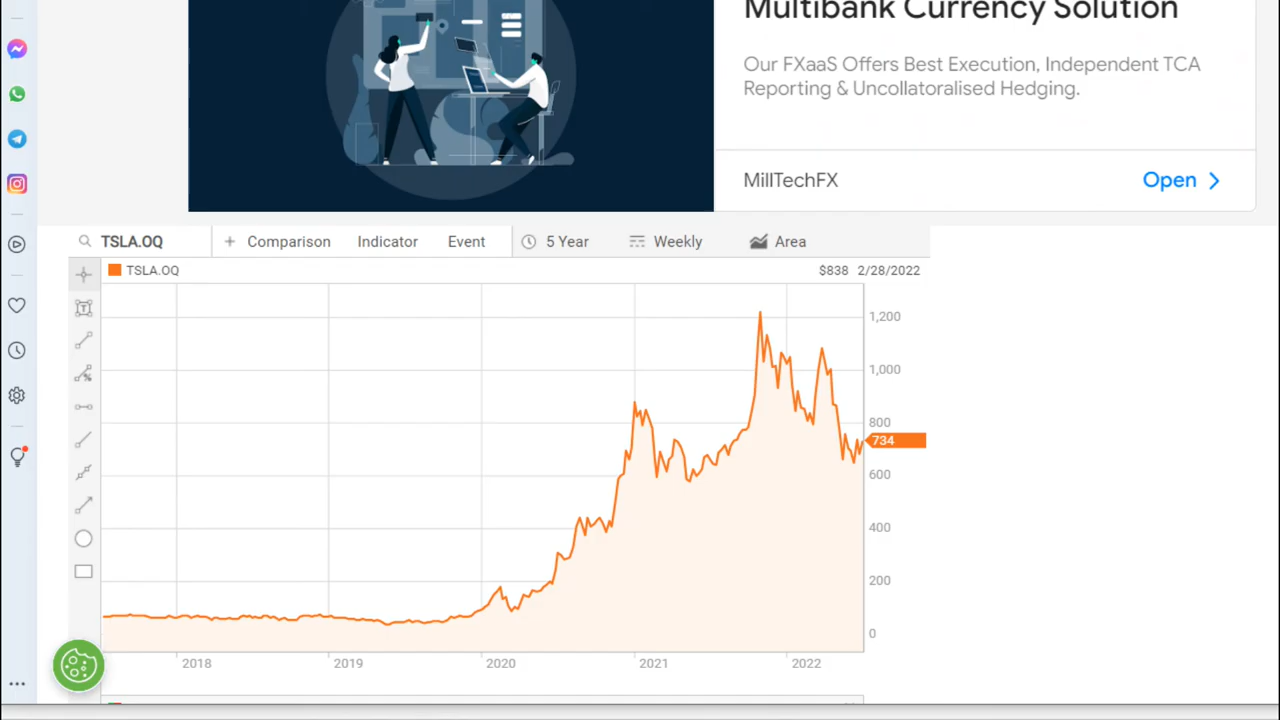 Multibank Currency Solution
Our FXaaS Offers Best Execution, Independent TCA
Reporting & Uncollatoralised Hedging.
MillTechFX
Open
TSLA.OQ
Comparison
Indicator
Event
5 Year
Weekly
Area
TSLA.OQ
$838 2/28/2022
1,200
1,000
800
734
600
400
200
0
2018
2019
2020
2021
2022
T
%